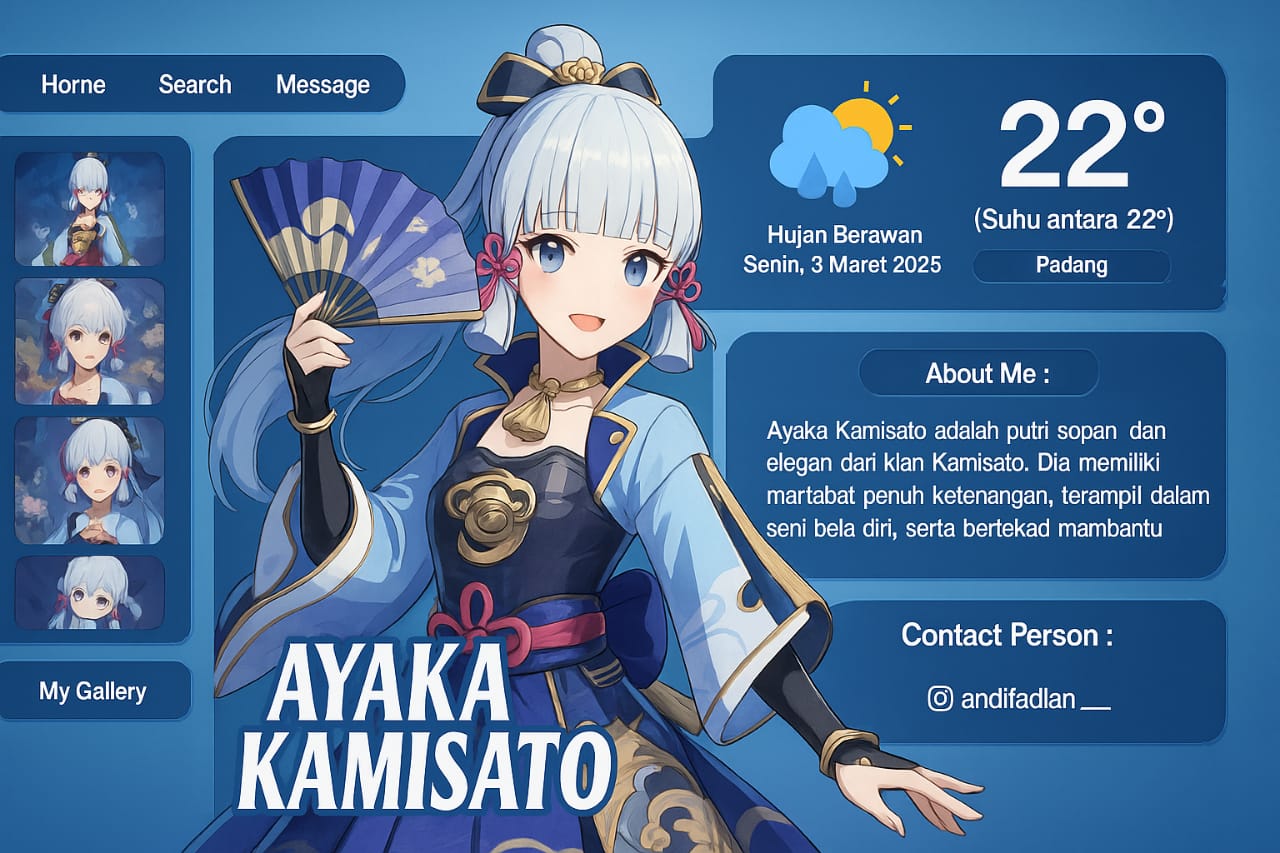 Horne Search Message
22°
(Suhu antara 22°)
Hujan Berawan
Senin, 3 Maret 2025
Padang
About Me :
Ayaka Kamisato adalah putri sopan dan
elegan dari klan Kamisato. Dia memiliki
martabat penuh ketenangan, terampil dalam
seni bela diri, serta bertekad mambantu
Contact Person :
andifadlan__
My Gallery
AYAKA
KAMISATO